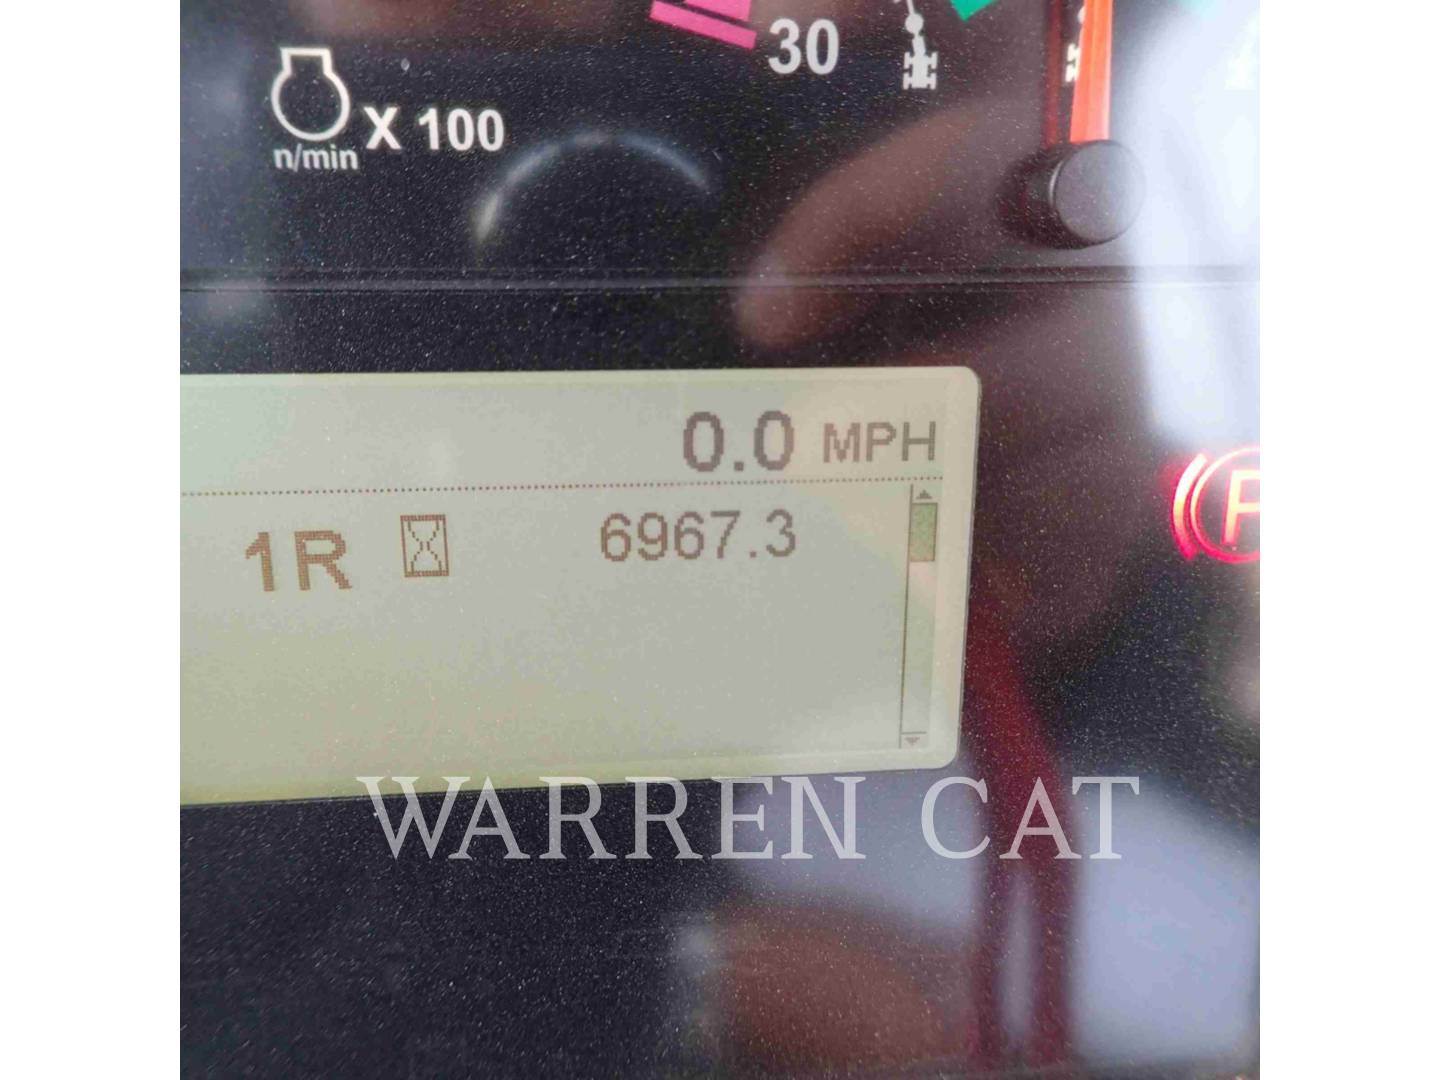 30
X 100
n/min
0.0 MPH
1R 6967.3
P
WARREN CAT